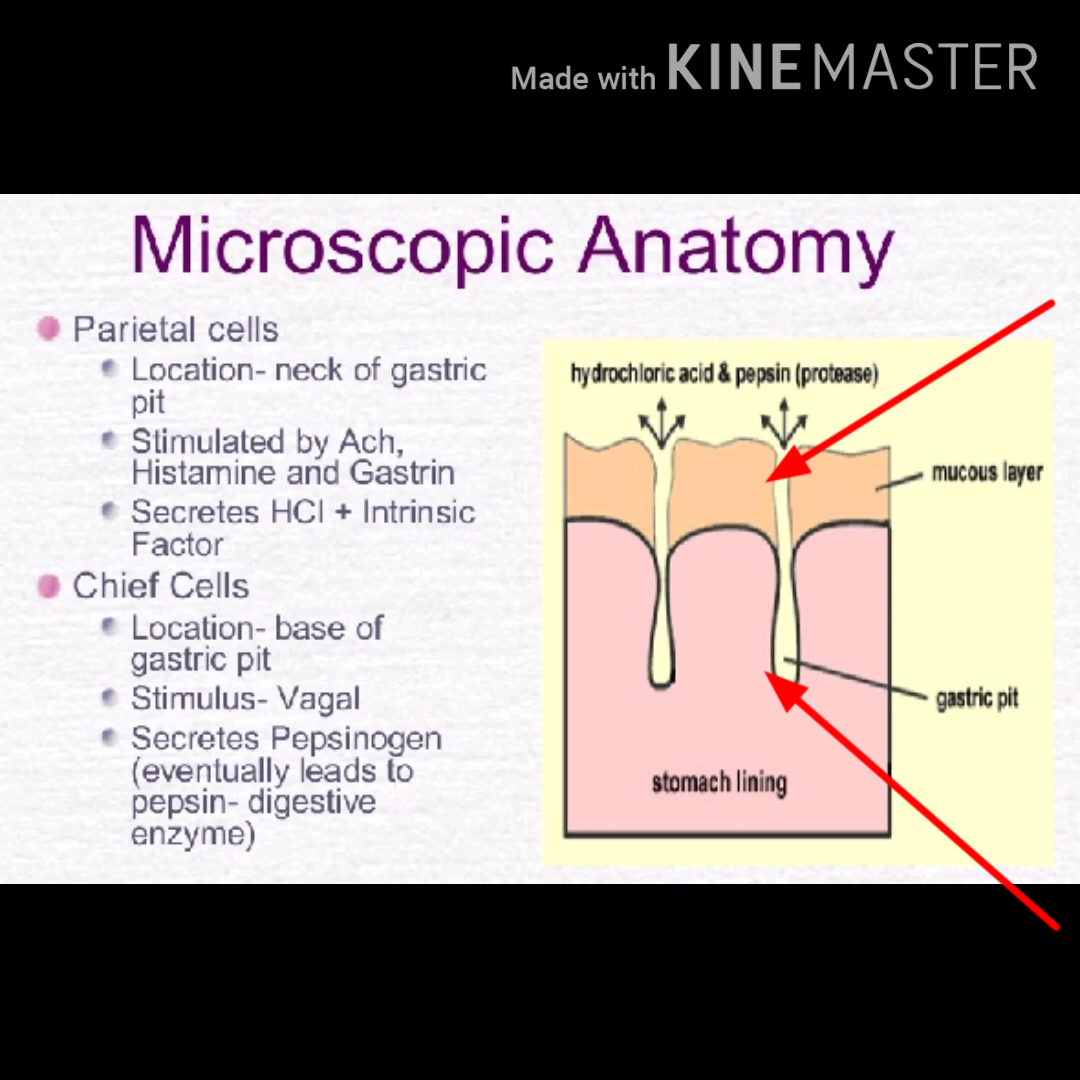 Made with KINEMASTER
Microscopic Anatomy
Parietal cells
Location- neck of gastric
pit
Stimulated by Ach,
Histamine and Gastrin
Secretes HCl + Intrinsic
Factor
Chief Cells
Location- base of
gastric pit
Stimulus- Vagal
Secretes Pepsinogen
(eventually leads to
pepsin- digestive
enzyme)
hydrochloric acid & pepsin (protease)
mucous layer
gastric pit
stomach lining